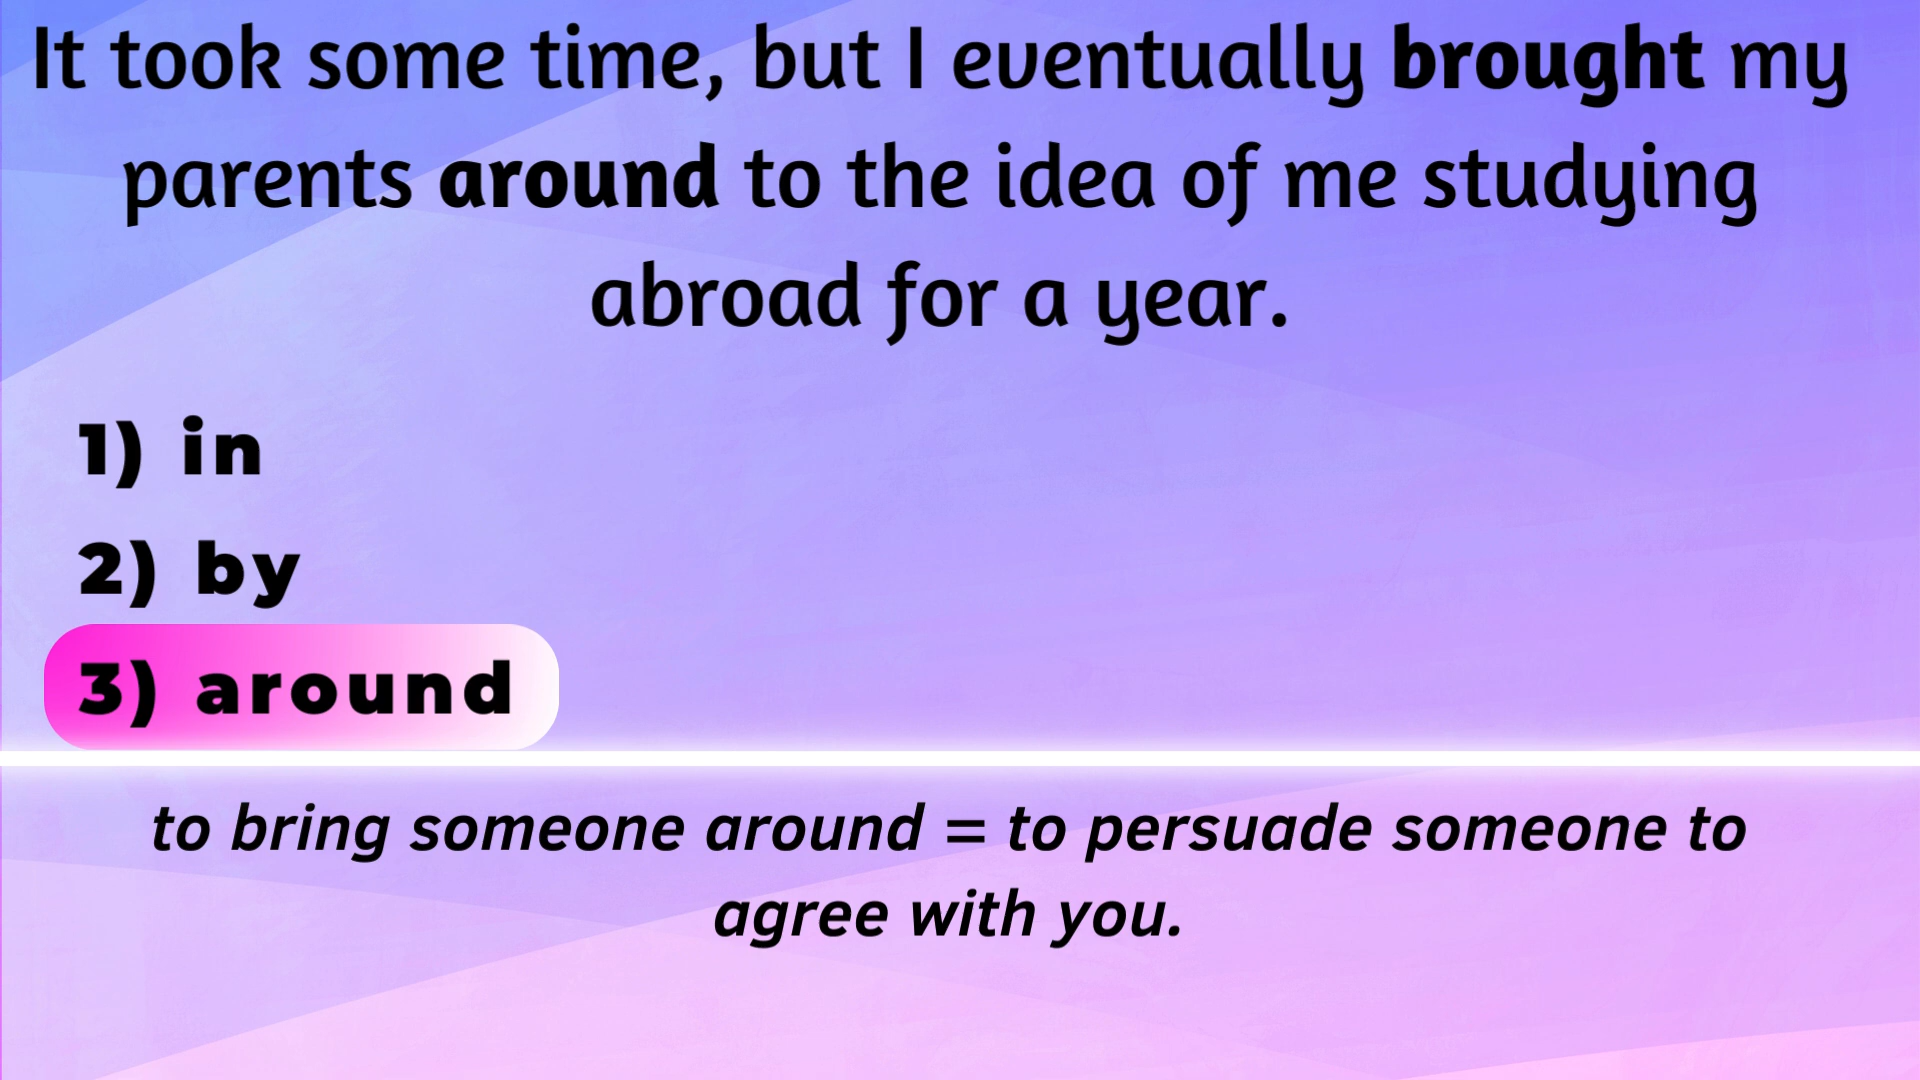 It took some time, but I eventually brought my
parents around to the idea of me studying
abroad for a year.
1) in
2) by
3) around
to bring someone around = to persuade someone to
agree with you.